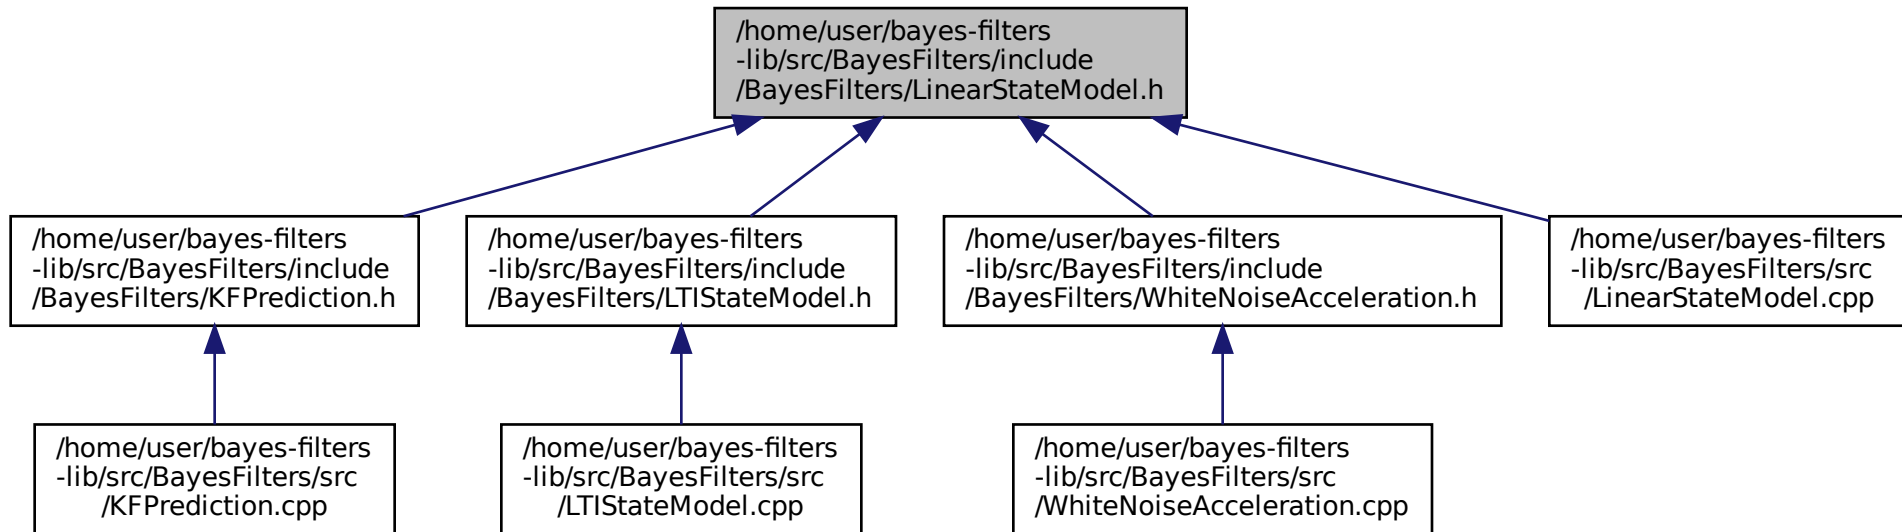 /home/user/bayes-filters
-lib/src/BayesFilters/include
/BayesFilters/LinearStateModel.h
/home/user/bayes-filters
-lib/src/BayesFilters/include
/BayesFilters/KFPrediction.h
/home/user/bayes-filters
-lib/src/BayesFilters/include
/BayesFilters/LTIStateModel.h
/home/user/bayes-filters
-lib/src/BayesFilters/include
/BayesFilters/WhiteNoiseAcceleration.h
/home/user/bayes-filters
-lib/src/BayesFilters/src
/LinearStateModel.cpp
/home/user/bayes-filters
-lib/src/BayesFilters/src
/KFPrediction.cpp
/home/user/bayes-filters
-lib/src/BayesFilters/src
/LTIStateModel.cpp
/home/user/bayes-filters
-lib/src/BayesFilters/src
/WhiteNoiseAcceleration.cpp